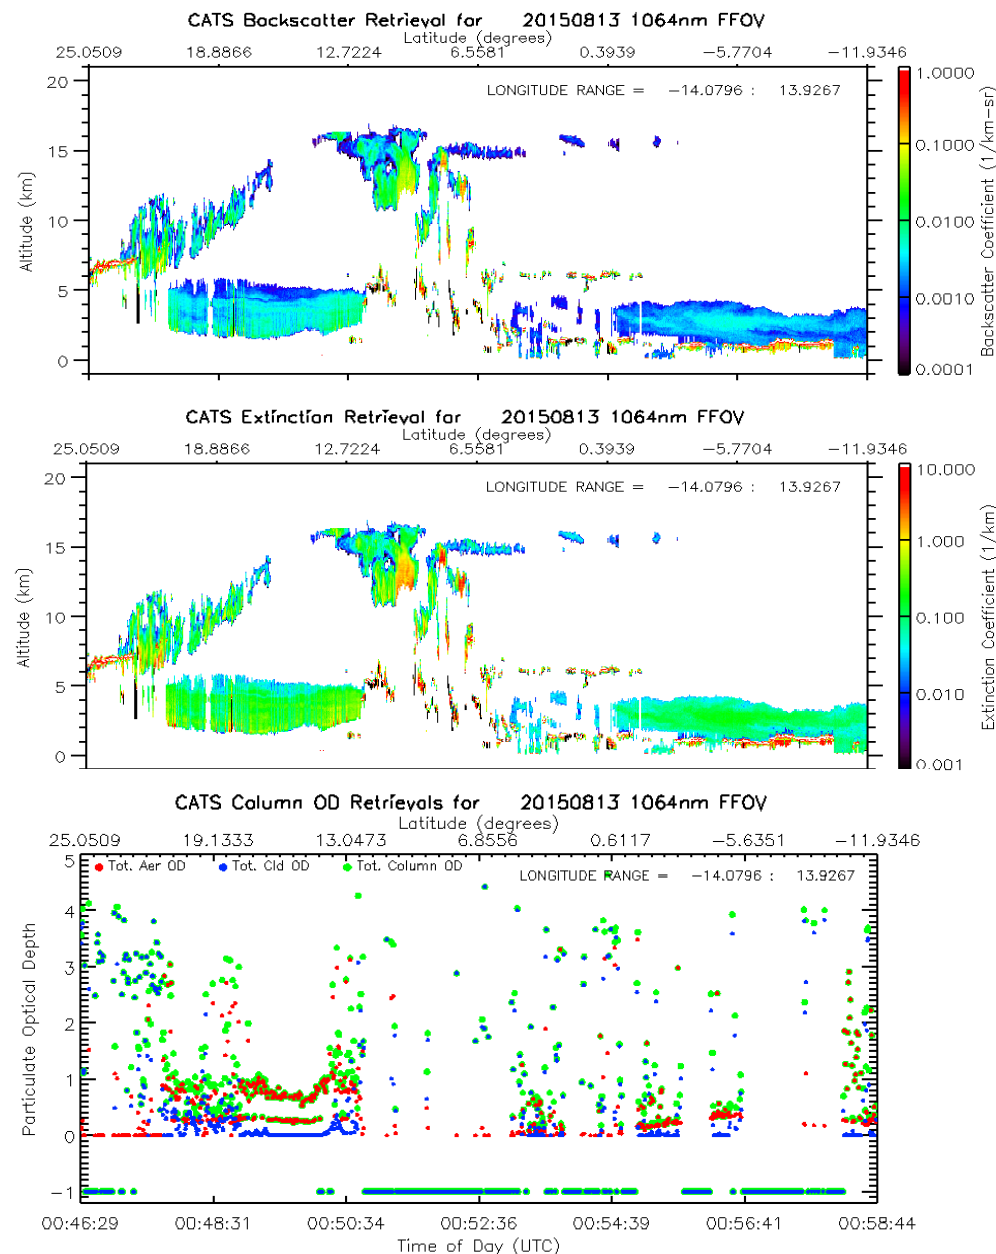 CATS Backscatter Retrieval for 20150813 1064nm FFOV
Latitude (degrees)
25.0509 18.8866 12.7224 6.5581 0.3939 −5.7704 −11.9346
LONGITUDE RANGE = −14.0796 : 13.9267
Altitude (km)
20
15
10
5
0
1.0000
0.1000
0.0100
0.0010
0.0001
Backscatter Coefficient (1/km−sr)
CATS Extinction Retrieval for 20150813 1064nm FFOV
Latitude (degrees)
25.0509 18.8866 12.7224 6.5581 0.3939 −5.7704 −11.9346
LONGITUDE RANGE = −14.0796 : 13.9267
Altitude (km)
20
15
10
5
0
10.000
1.000
0.100
0.010
0.001
Extinction Coefficient (1/km)
CATS Column OD Retrievals for 20150813 1064nm FFOV
Latitude (degrees)
25.0509 19.1333 13.0473 6.8556 0.6117 −5.6351 −11.9346
Tot. Aer OD Tot. Cld OD Tot. Column OD
LONGITUDE RANGE = −14.0796 : 13.9267
Particulate Optical Depth
5
4
3
2
1
0
−1
00:46:29 00:48:31 00:50:34 00:52:36 00:54:39 00:56:41 00:58:44
Time of Day (UTC)